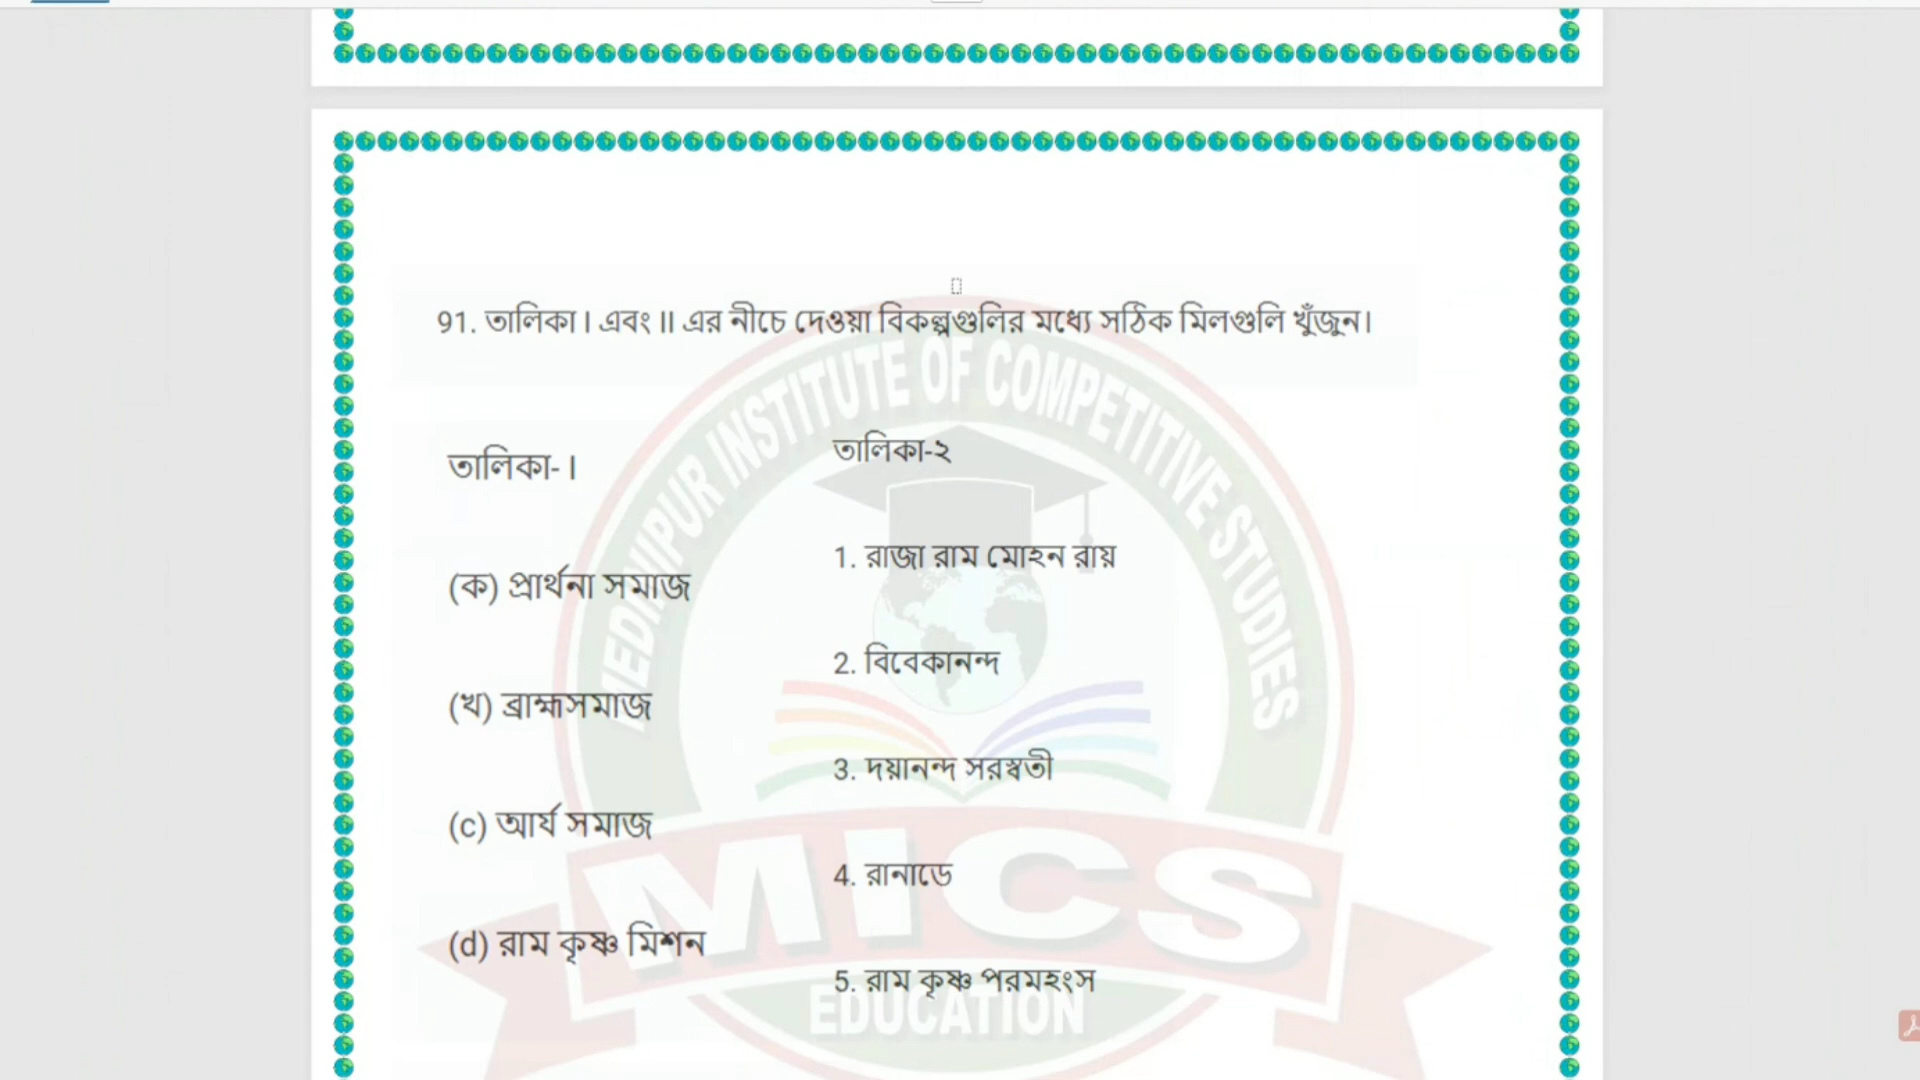 91. তালিকা। এবং ॥ এর নীচে দেওয়া বিকল্পগুলির মধ্যে সঠিক মিলগুলি খুঁজুন।
তালিকা- ।
(ক) প্রার্থনা সমাজ
(খ) ব্রাহ্মসমাজ
(c) আর্য সমাজ
(d) রাম কৃষ্ণ মিশন
তালিকা-২
1. রাজা রাম মোহন রায়
2. বিবেকানন্দ
3. দয়ানন্দ সরস্বতী
4. রানাডে
5. রাম কৃষ্ণ পরমহংস
MEDINIPUR INSTITUTE OF COMPETITIVE STUDIES
MICS
EDUCATION